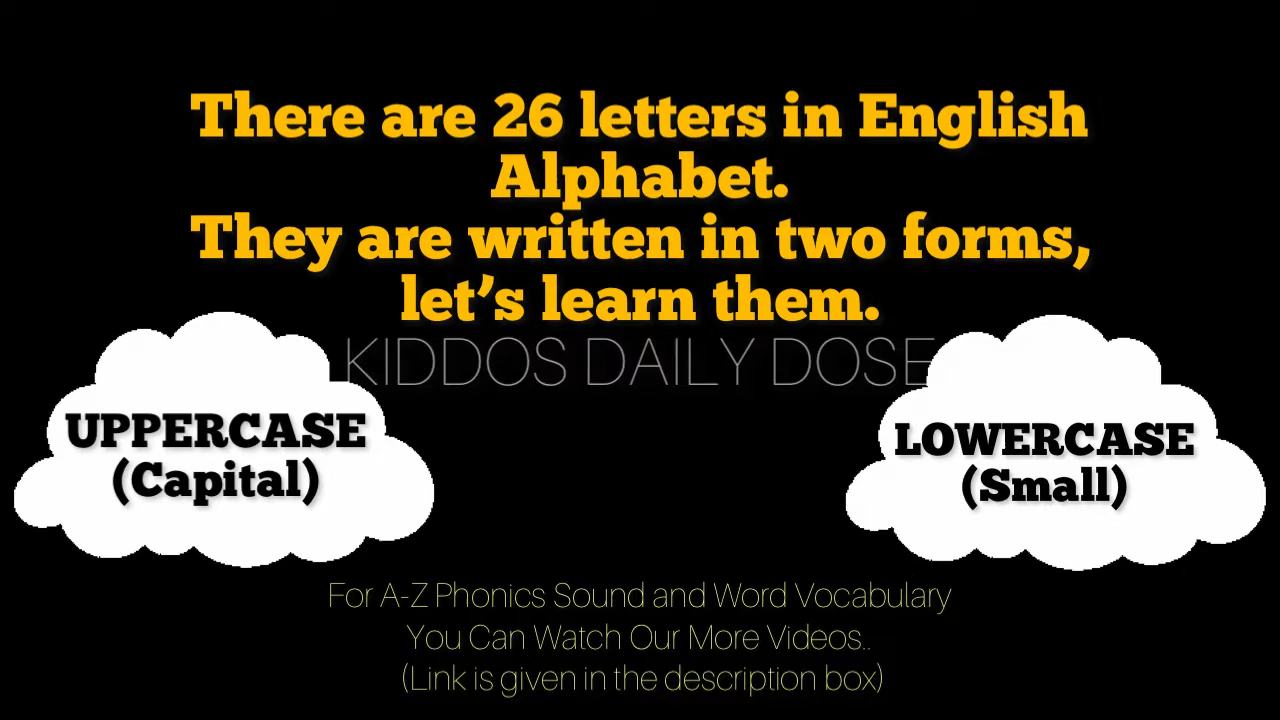 There are 26 letters in English
Alphabet.
They are written in two forms,
let’s learn them.
KIDDOS DAILY DOSE
UPPERCASE
(Capital)
LOWERCASE
(Small)
For A-Z Phonics Sound and Word Vocabulary
You Can Watch Our More Videos..
(Link is given in the description box)